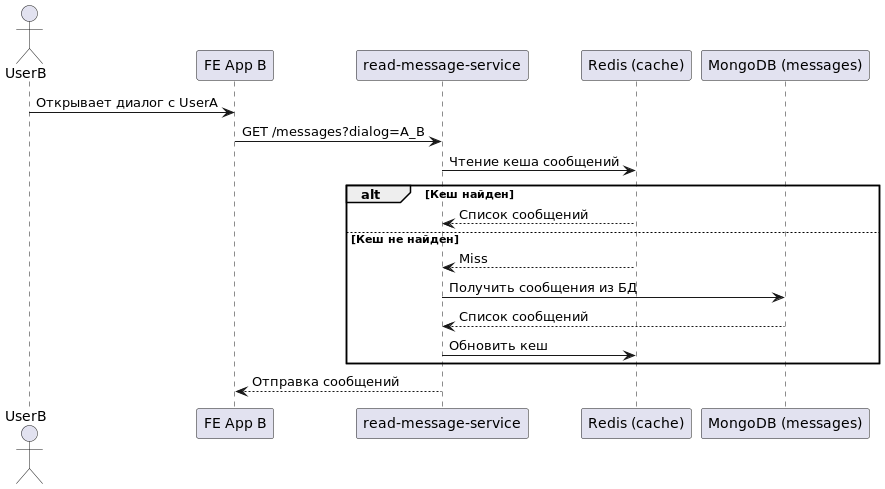 UserB
FE App B
read-message-service
Redis (cache)
MongoDB (messages)
Открывает диалог с UserA
GET /messages?dialog=A_B
Чтение кеша сообщений
alt
[Кеш найден]
Список сообщений
[Кеш не найден]
Miss
Получить сообщения из БД
Список сообщений
Обновить кеш
Отправка сообщений
UserB
FE App B
read-message-service
Redis (cache)
MongoDB (messages)